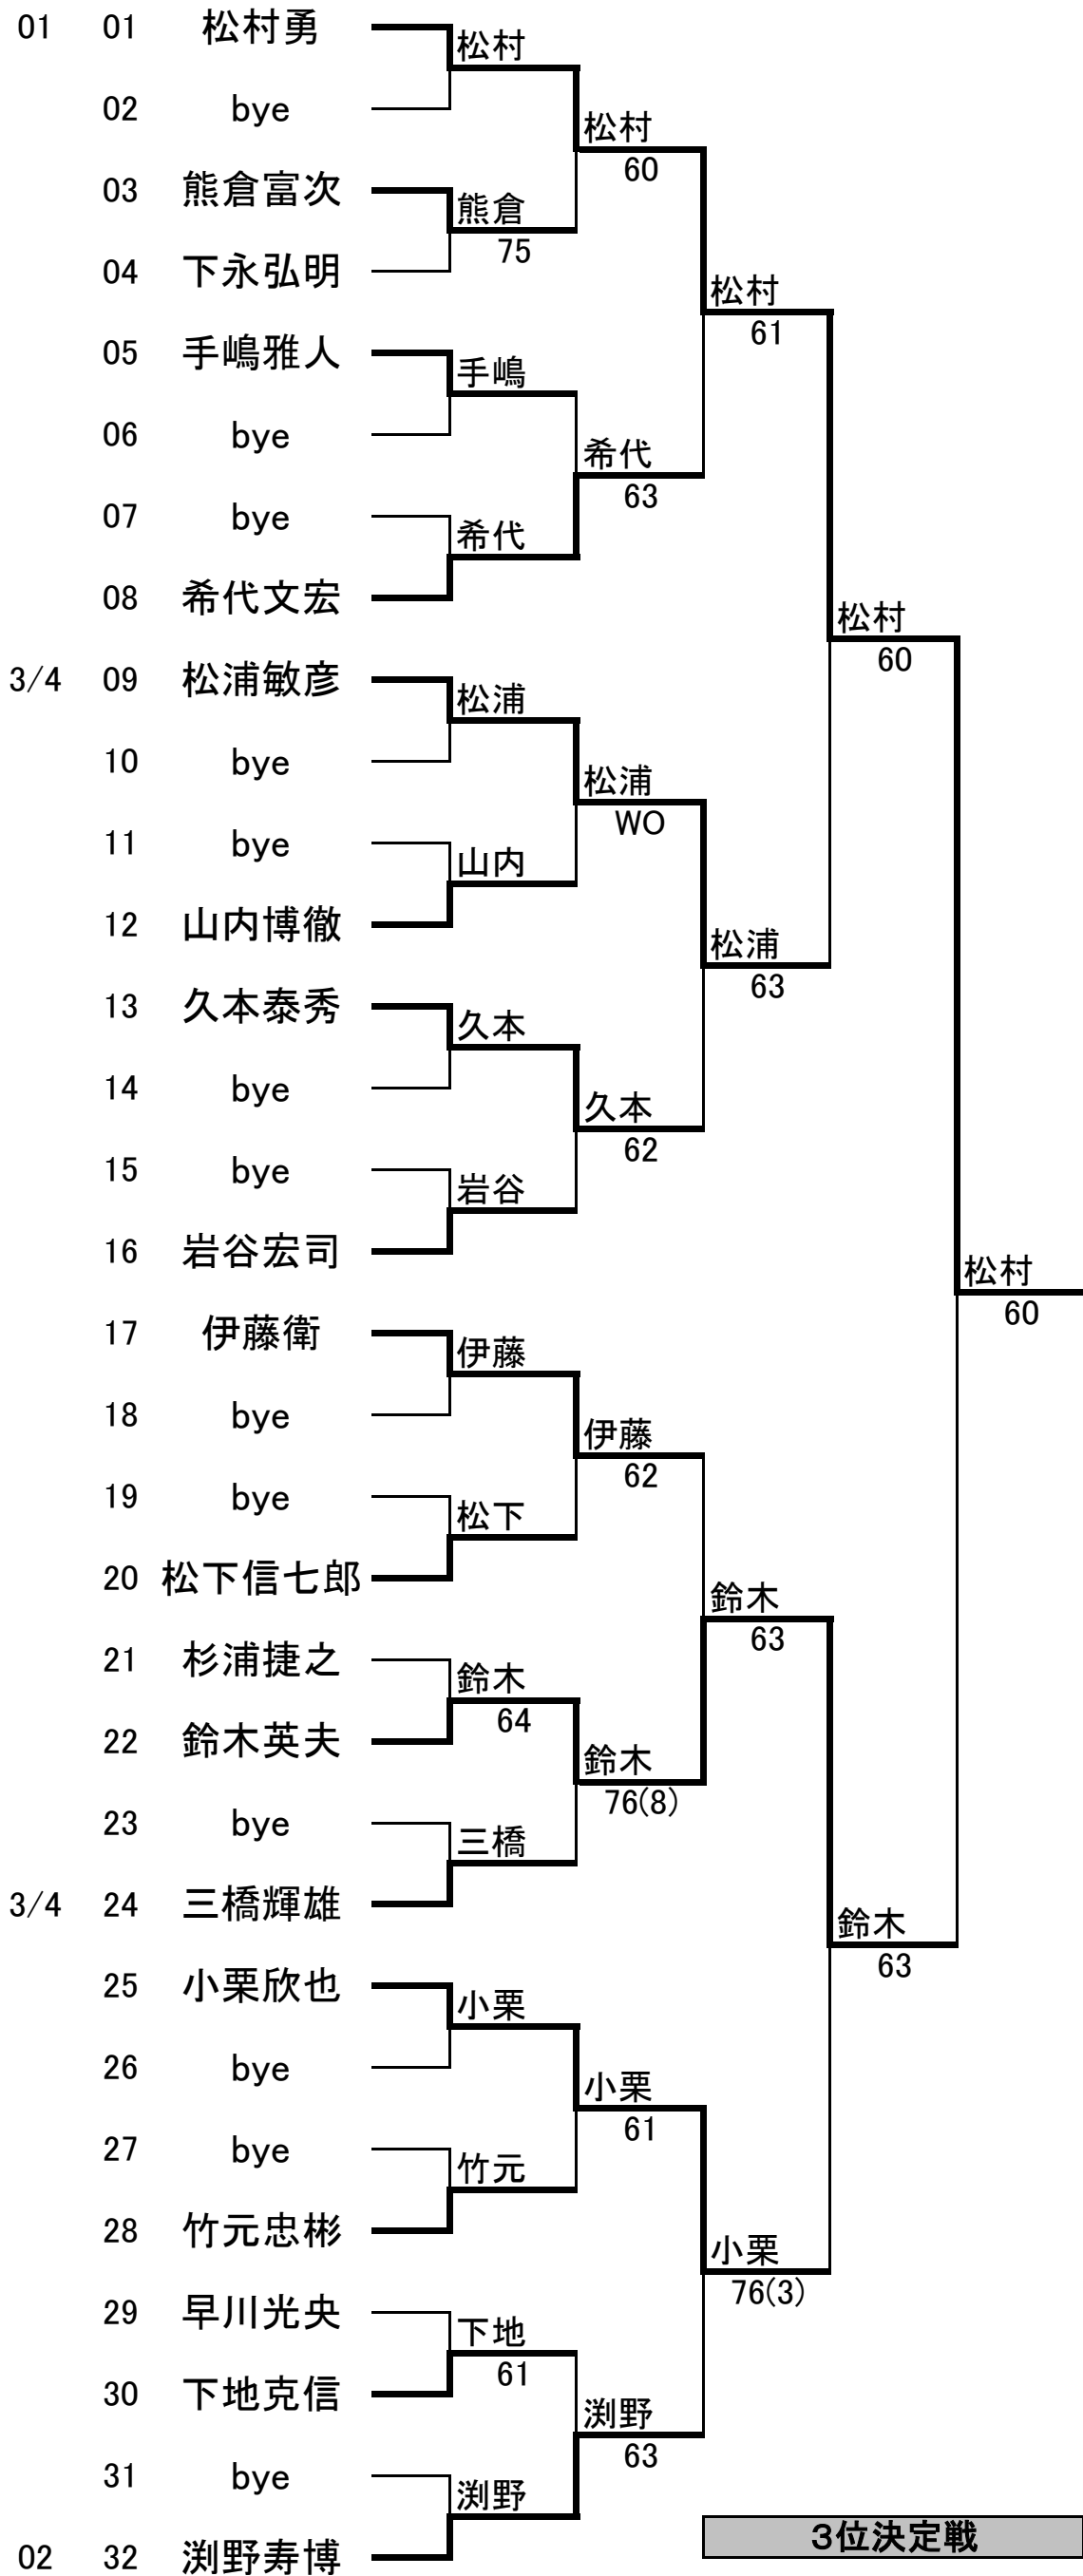 01 01 松村勇
松村
02 bye
松村
60
03 熊倉富次
熊倉
75
04 下永弘明
松村
61
05 手嶋雅人
手嶋
06 bye
希代
63
07 bye
希代
08 希代文宏
松村
60
3/4 09 松浦敏彦
松浦
10 bye
松浦
WO
11 bye
山内
12 山内博徹
松浦
63
13 久本泰秀
久本
14 bye
久本
62
15 bye
岩谷
16 岩谷宏司
松村
60
17 伊藤衛
伊藤
18 bye
伊藤
62
19 bye
松下
20 松下信七郎
鈴木
63
21 杉浦捷之
鈴木
64
22 鈴木英夫
鈴木
76(8)
23 bye
三橋
3/4 24 三橋輝雄
鈴木
63
25 小栗欣也
小栗
26 bye
小栗
61
27 bye
竹元
28 竹元忠彬
小栗
76(3)
29 早川光央
下地
61
30 下地克信
渕野
63
31 bye
渕野
02 32 渕野寿博
3位決定戦